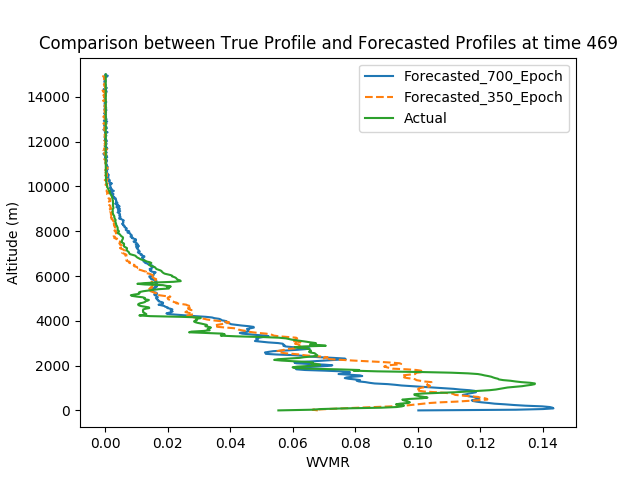 Comparison between True Profile and Forecasted Profiles at time 469
Forecasted_700_Epoch
Forecasted_350_Epoch
Actual
Altitude (m)
14000
12000
10000
8000
6000
4000
2000
0
0.00 0.02 0.04 0.06 0.08 0.10 0.12 0.14
WVMR